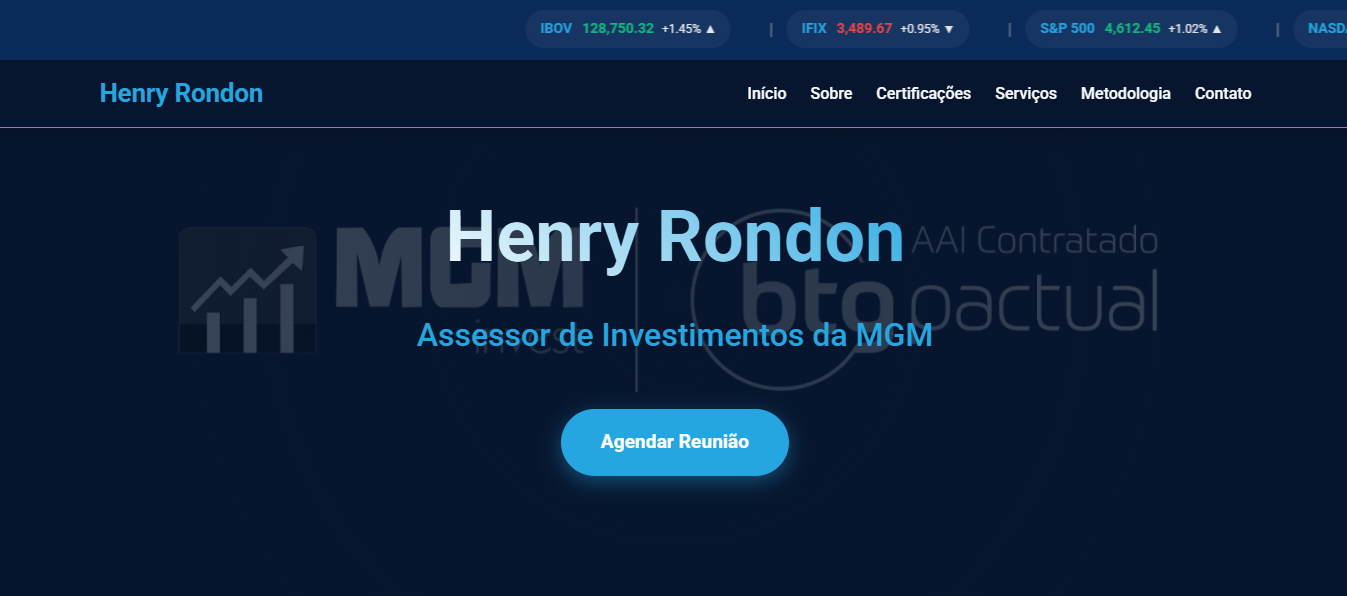 IBOV 128,750.32 +1.45% ▲ | IFIX 3,489.67 +0.95% ▼ | S&P 500 4,612.45 +1.02% ▲ |
Henry Rondon Início Sobre Certificações Serviços Metodologia Contato
Henry Rondon
MGM
invest
AAI Contratado
btg pactual
Assessor de Investimentos da MGM
Agendar Reunião